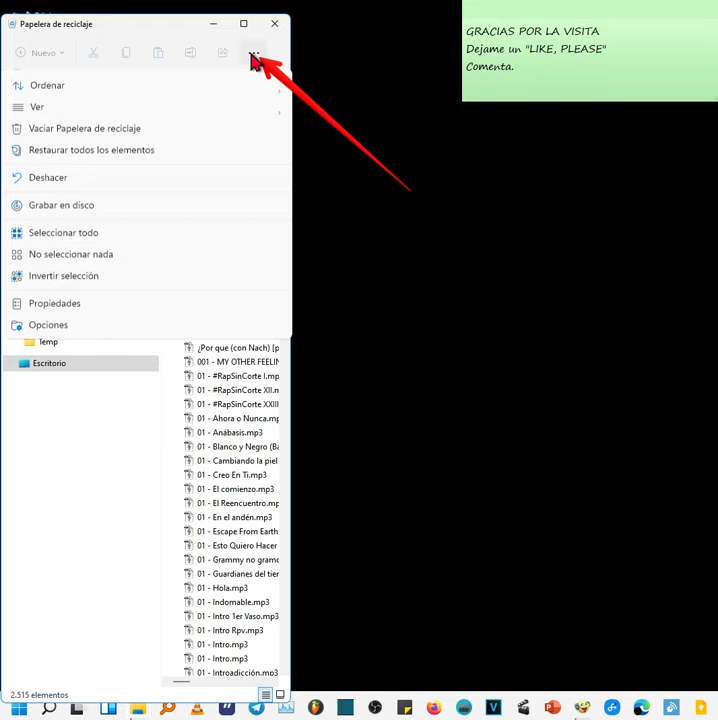 Papelera de reciclaje
GRACIAS POR LA VISITA
Dejame un "LIKE, PLEASE"
Comenta.
Nuevo
Ordenar
Ver
Vaciar Papelera de reciclaje
Restaurar todos los elementos
Deshacer
Grabar en disco
Seleccionar todo
No seleccionar nada
Invertir selección
Propiedades
Opciones
Temp
Escritorio
¿Por que (con Nach) [p
001 - MY OTHER FEELIN
01 - #RapSinCorte I.mp
01 - #RapSinCorte XII.m
01 - #RapSinCorte XXIII
01 - Ahora o Nunca.mp
01 - Anábasis.mp3
01 - Blanco y Negro (Ba
01 - Cambiando la piel
01 - Creo En Ti.mp3
01 - El comienzo.mp3
01 - El Reencuentro.mp
01 - En el andén.mp3
01 - Escape From Earth
01 - Esto Quiero Hacer
01 - Grammy no gramo
01 - Guardianes del tier
01 - Hola.mp3
01 - Indomable.mp3
01 - Intro 1er Vaso.mp3
01 - Intro Rpv.mp3
01 - Intro.mp3
01 - Intro.mp3
01 - Introadicción.mp3
2.515 elementos